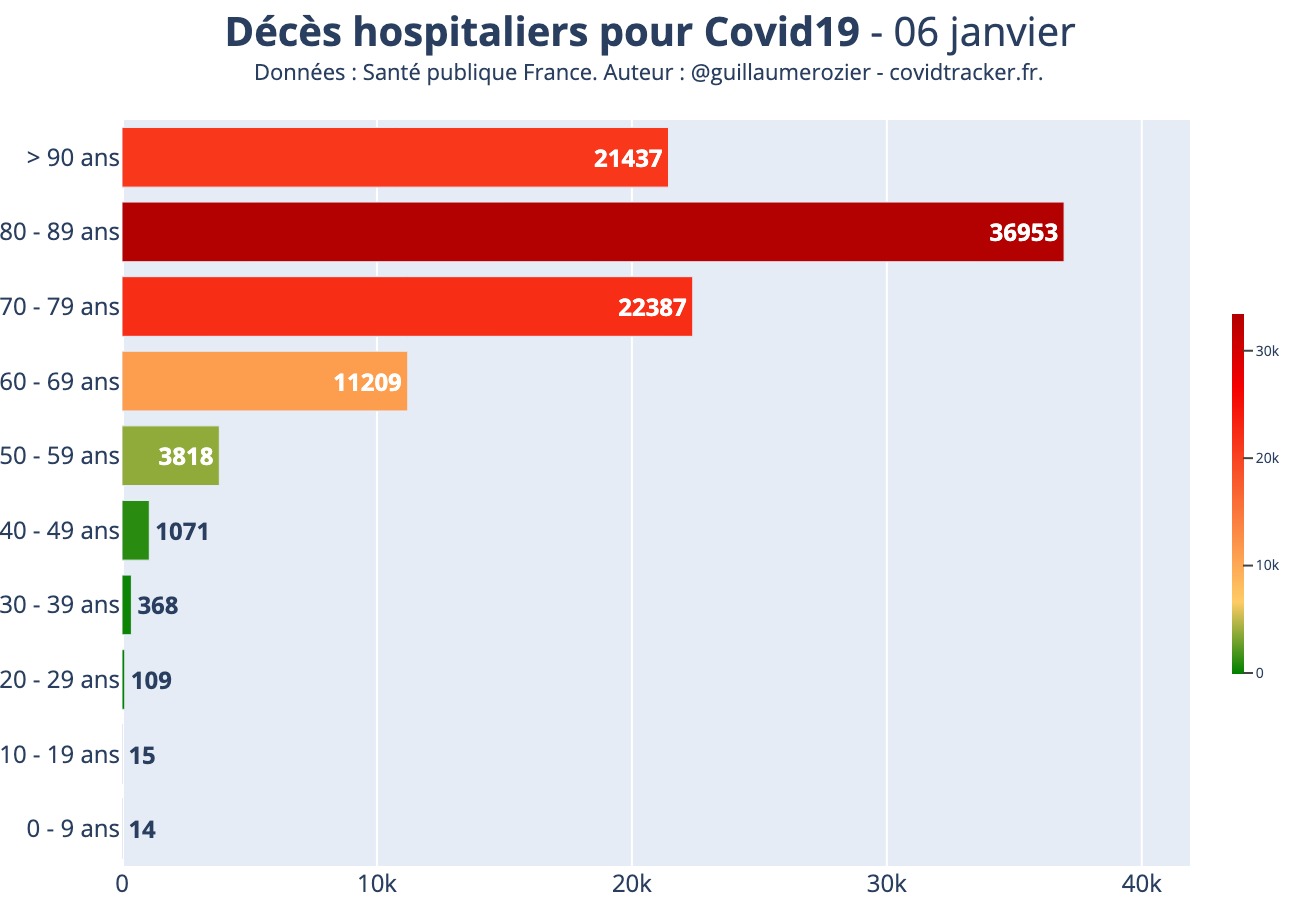 Décès hospitaliers pour Covid19 - 06 janvier
Données : Santé publique France. Auteur : @guillaumerozier - covidtracker.fr.
> 90 ans 21437
80 - 89 ans 36953
70 - 79 ans 22387
60 - 69 ans 11209
50 - 59 ans 3818
40 - 49 ans 1071
30 - 39 ans 368
20 - 29 ans 109
10 - 19 ans 15
0 - 9 ans 14
0 10k 20k 30k 40k
30k
20k
10k
0